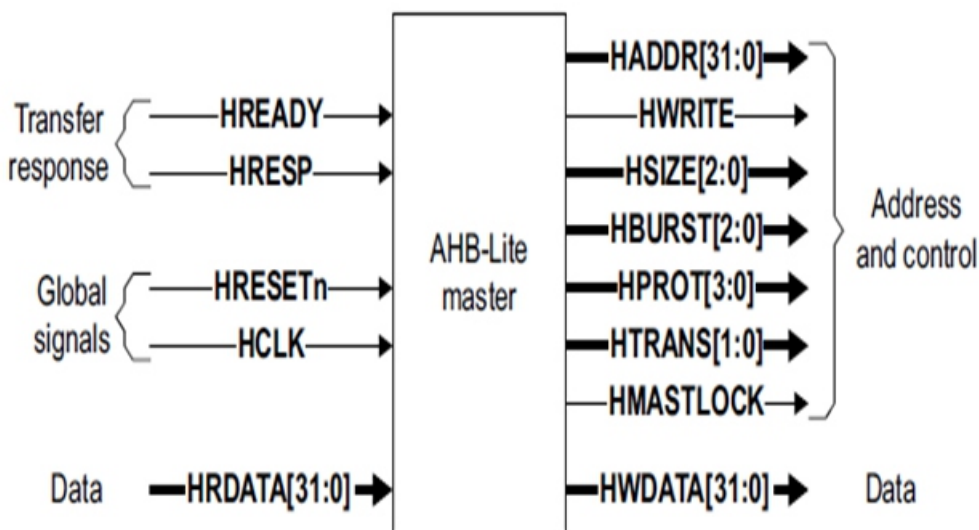 Transfer
response
HREADY
HRESP
Global
signals
HRESETn
HCLK
Data
HRDATA[31:0]
AHB-Lite
master
HADDR[31:0]
HWRITE
HSIZE[2:0]
HBURST[2:0]
HPROT[3:0]
HTRANS[1:0]
HMASTLOCK
Address
and control
HWDATA[31:0]
Data